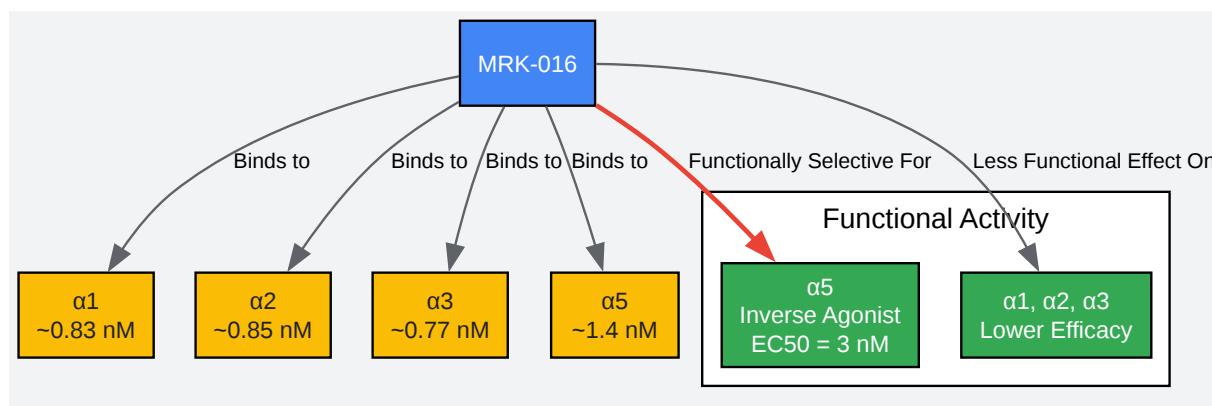 MRK-016
Binds to
Binds to
Binds to
Binds to
Functionally Selective For
Less Functional Effect On
Functional Activity
α1
~0.83 nM
α2
~0.85 nM
α3
~0.77 nM
α5
~1.4 nM
α5
Inverse Agonist
EC50 = 3 nM
α1, α2, α3
Lower Efficacy